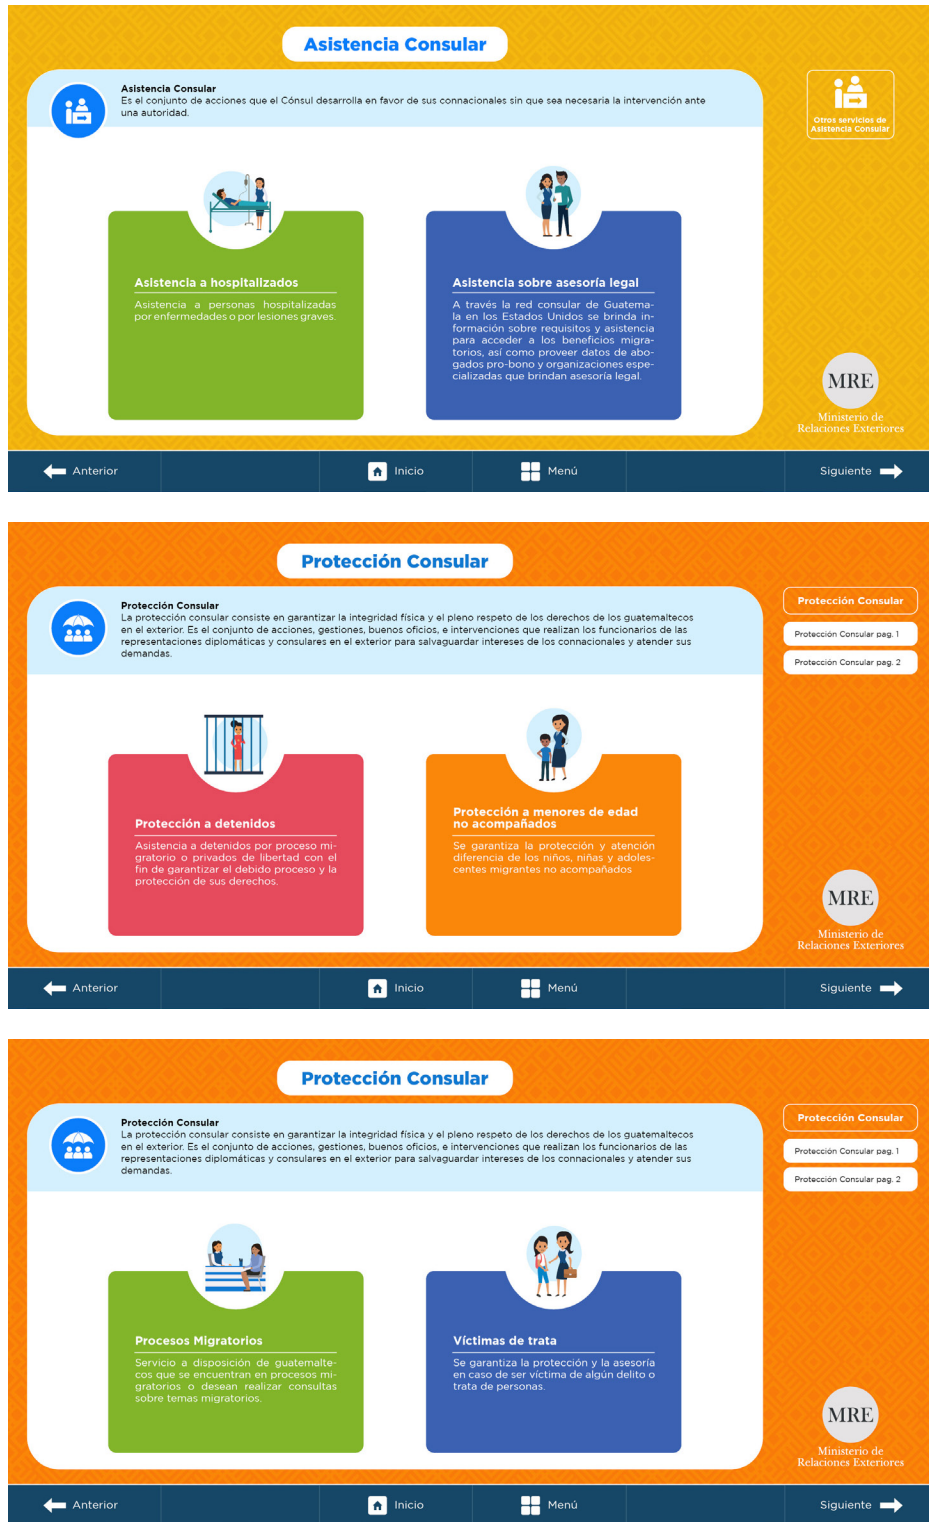 Asistencia Consular
Asistencia Consular
Es el conjunto de acciones que el Cónsul desarrolla en favor de sus connacionales sin que sea necesaria la intervención ante
una autoridad.
Otros servicios de
Asistencia Consular
Asistencia a hospitalizados
Asistencia a personas hospitalizadas
por enfermedades o por lesiones graves.
Asistencia sobre asesoría legal
A través la red consular de Guatema-
la en los Estados Unidos se brinda in-
formación sobre requisitos y asistencia
para acceder a los beneficios migra-
torios, así como proveer datos de abo-
gados pro-bono y organizaciones espe-
cializadas que brindan asesoría legal.
MRE
Ministerio de
Relaciones Exteriores
Anterior
Inicio
Menú
Siguiente
Protección Consular
Protección Consular
La protección consular consiste en garantizar la integridad física y el pleno respeto de los derechos de los guatemaltecos
en el exterior. Es el conjunto de acciones, gestiones, buenos oficios, e intervenciones que realizan los funcionarios de las
representaciones diplomáticas y consulares en el exterior para salvaguardar intereses de los connacionales y atender sus
demandas.
Protección Consular
Protección Consular pag. 1
Protección Consular pag. 2
Protección a detenidos
Asistencia a detenidos por proceso mi-
gratorio o privados de libertad con el
fin de garantizar el debido proceso y la
protección de sus derechos.
Protección a menores de edad
no acompañados
Se garantiza la protección y atención
diferencia de los niños, niñas y adoles-
centes migrantes no acompañados
MRE
Ministerio de
Relaciones Exteriores
Anterior
Inicio
Menú
Siguiente
Protección Consular
Protección Consular
La protección consular consiste en garantizar la integridad física y el pleno respeto de los derechos de los guatemaltecos
en el exterior. Es el conjunto de acciones, gestiones, buenos oficios, e intervenciones que realizan los funcionarios de las
representaciones diplomáticas y consulares en el exterior para salvaguardar intereses de los connacionales y atender sus
demandas.
Protección Consular
Protección Consular pag. 1
Protección Consular pag. 2
Procesos Migratorios
Servicio a disposición de guatemalte-
cos que se encuentran en procesos mi-
gratorios o desean realizar consultas
sobre temas migratorios.
Víctimas de trata
Se garantiza la protección y la asesoría
en caso de ser víctima de algún delito o
trata de personas.
MRE
Ministerio de
Relaciones Exteriores
Anterior
Inicio
Menú
Siguiente